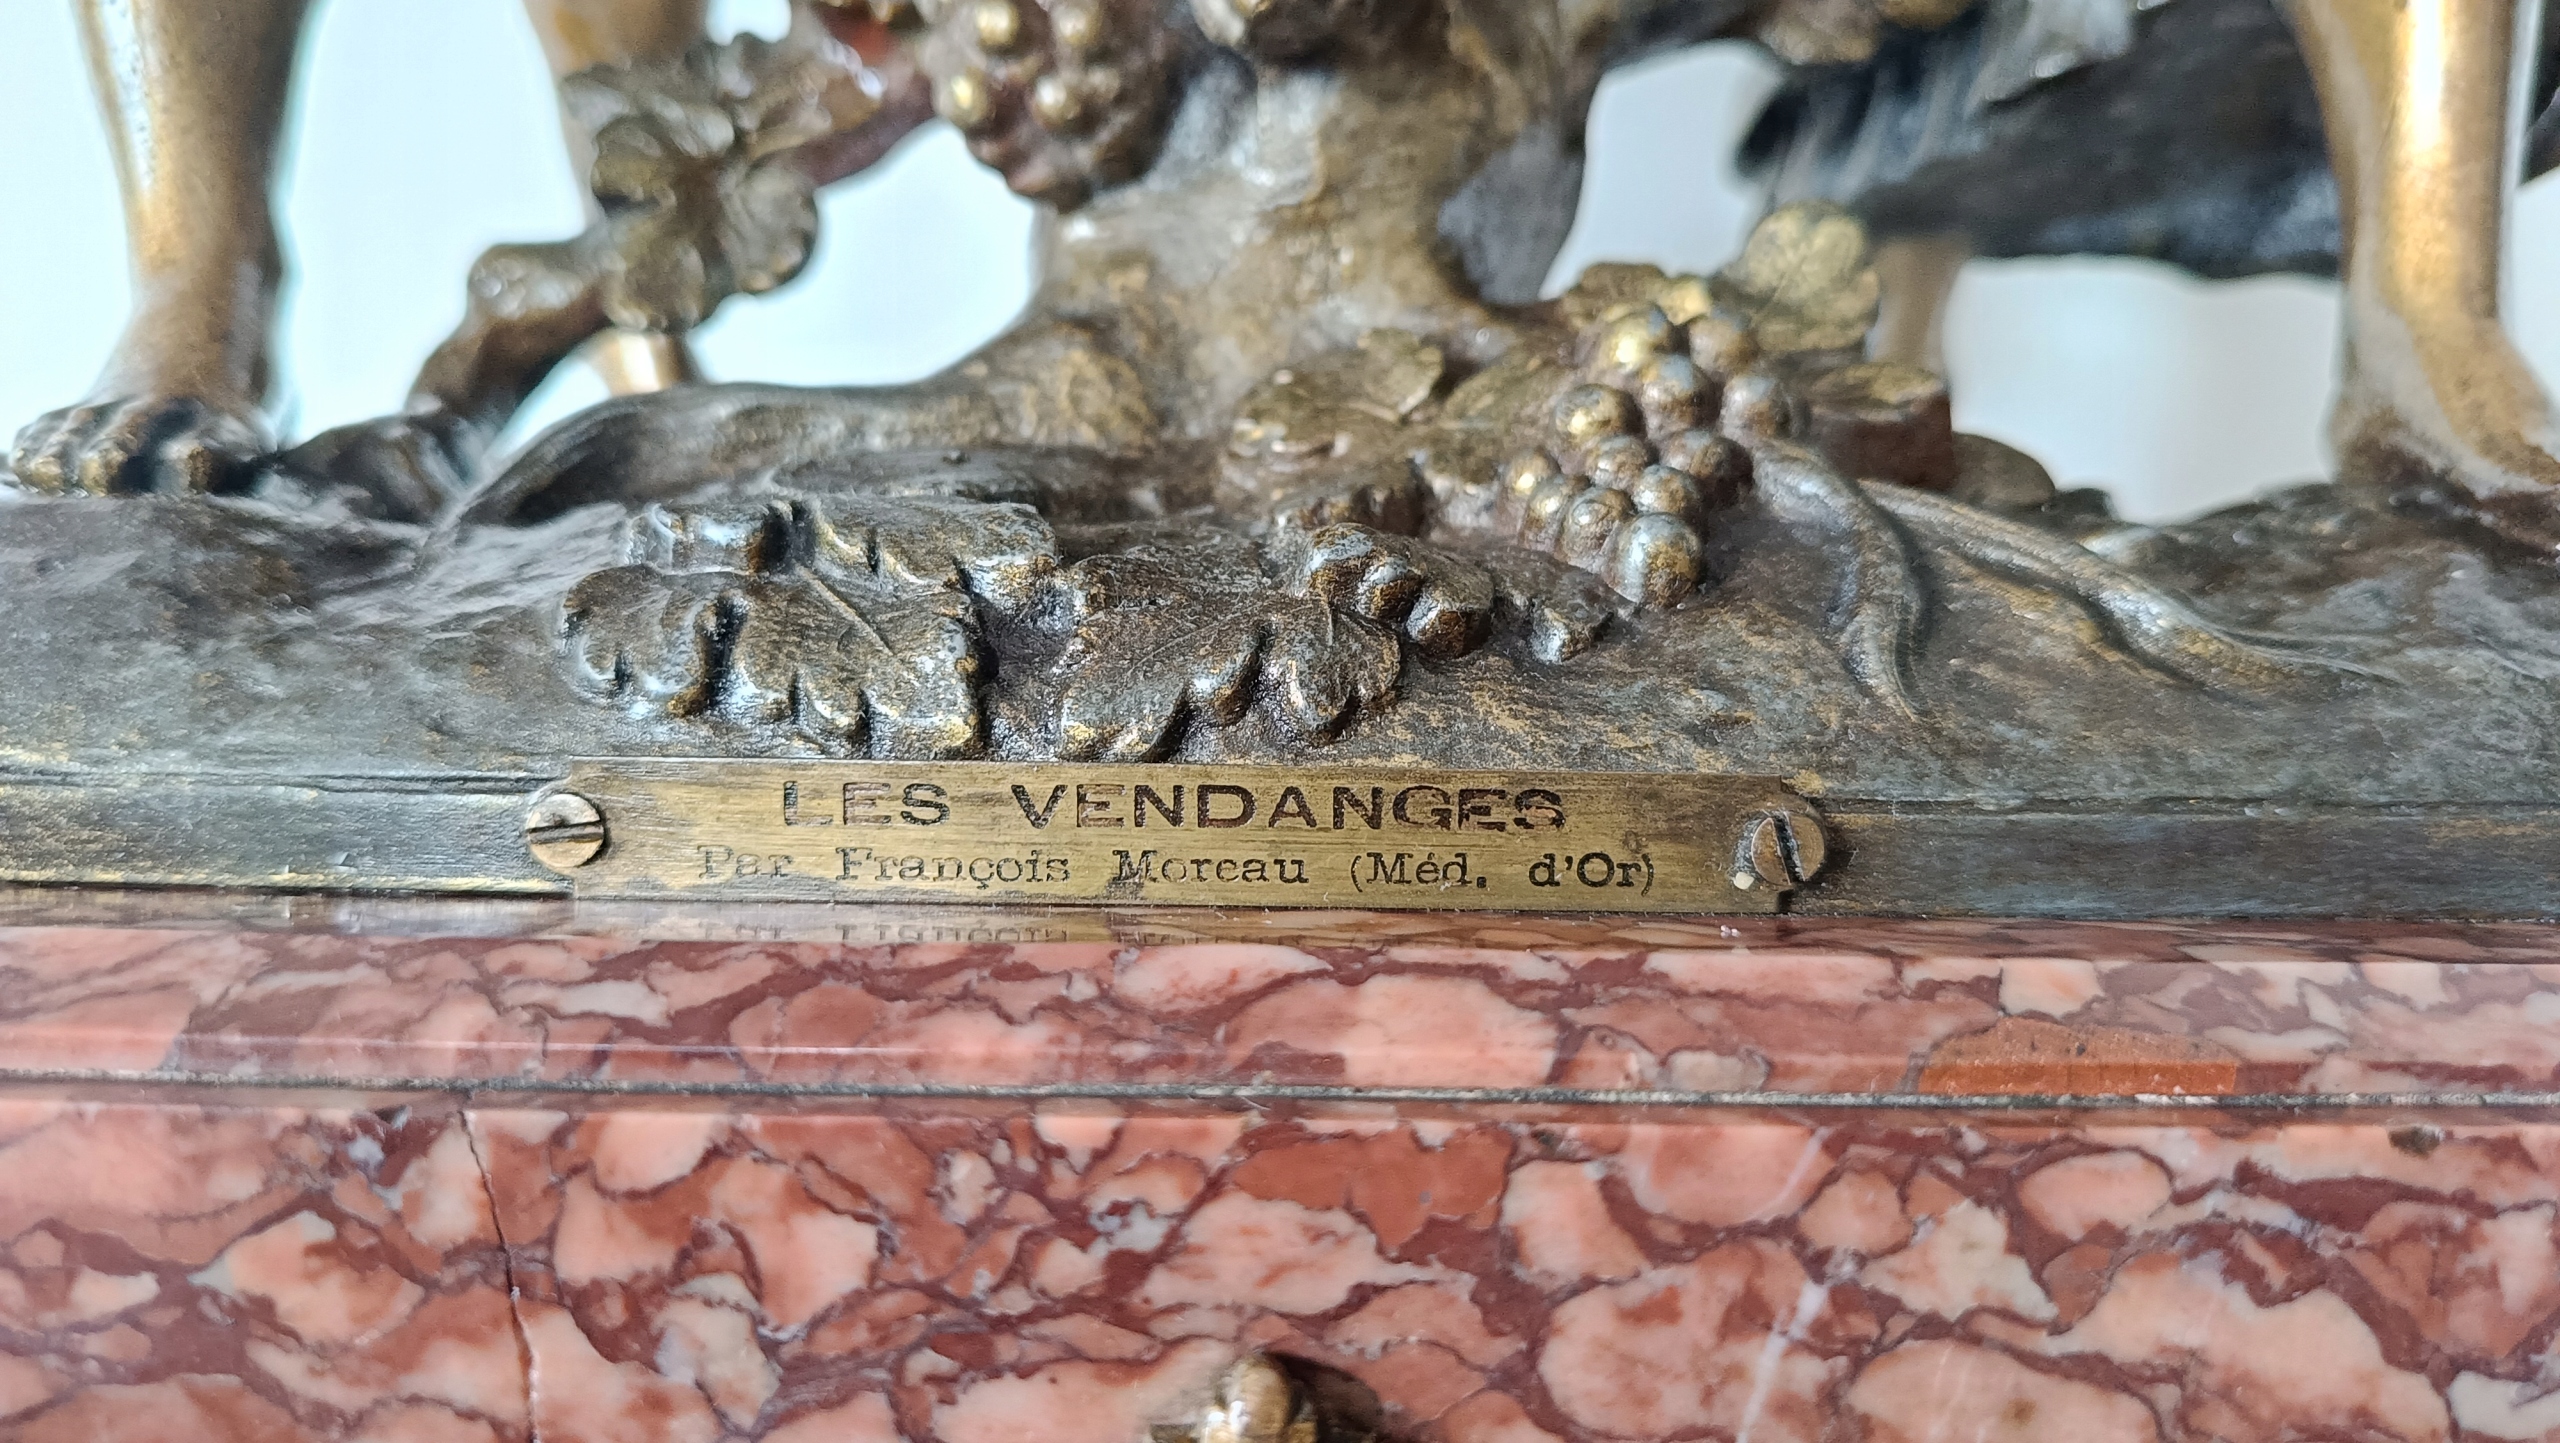 LES VENDANGES
Par François Moreau (Méd. d'Or)